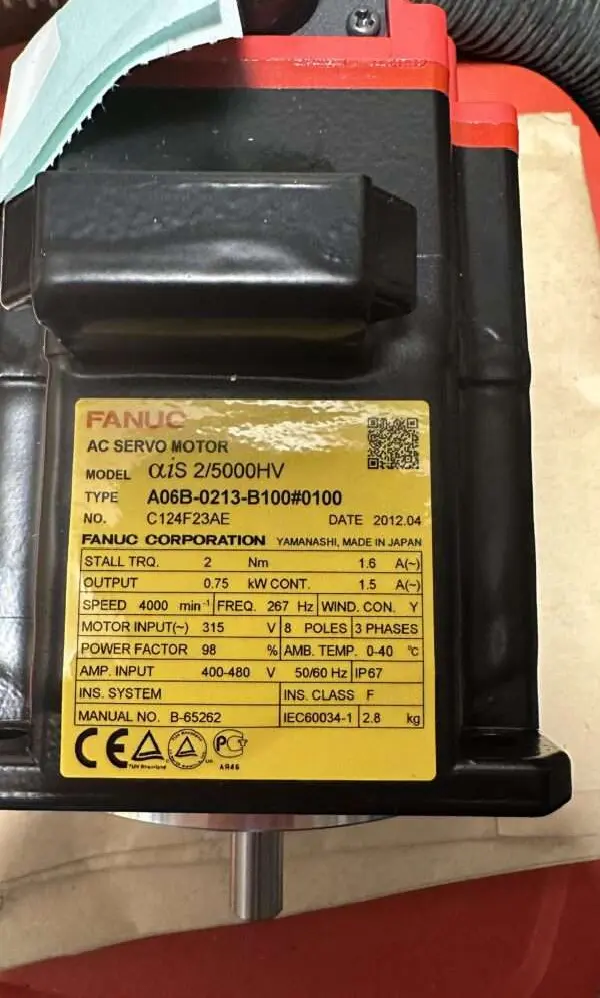 FANUC
AC SERVO MOTOR
MODEL αiS 2/5000HV
TYPE A06B-0213-B100#0100
NO. C124F23AE DATE 2012.04
FANUC CORPORATION YAMANASHI, MADE IN JAPAN
STALL TRQ. 2 Nm 1.6 A(~)
OUTPUT 0.75 kW CONT. 1.5 A(~)
SPEED 4000 min⁻¹ FREQ. 267 Hz WIND. CON. Y
MOTOR INPUT(~) 315 V 8 POLES 3 PHASES
POWER FACTOR 98 % AMB. TEMP. 0-40 ℃
AMP. INPUT 400-480 V 50/60 Hz IP67
INS. SYSTEM INS. CLASS F
MANUAL NO. B-65262 IEC60034-1 2.8 kg
CE
TÜV Rheinland